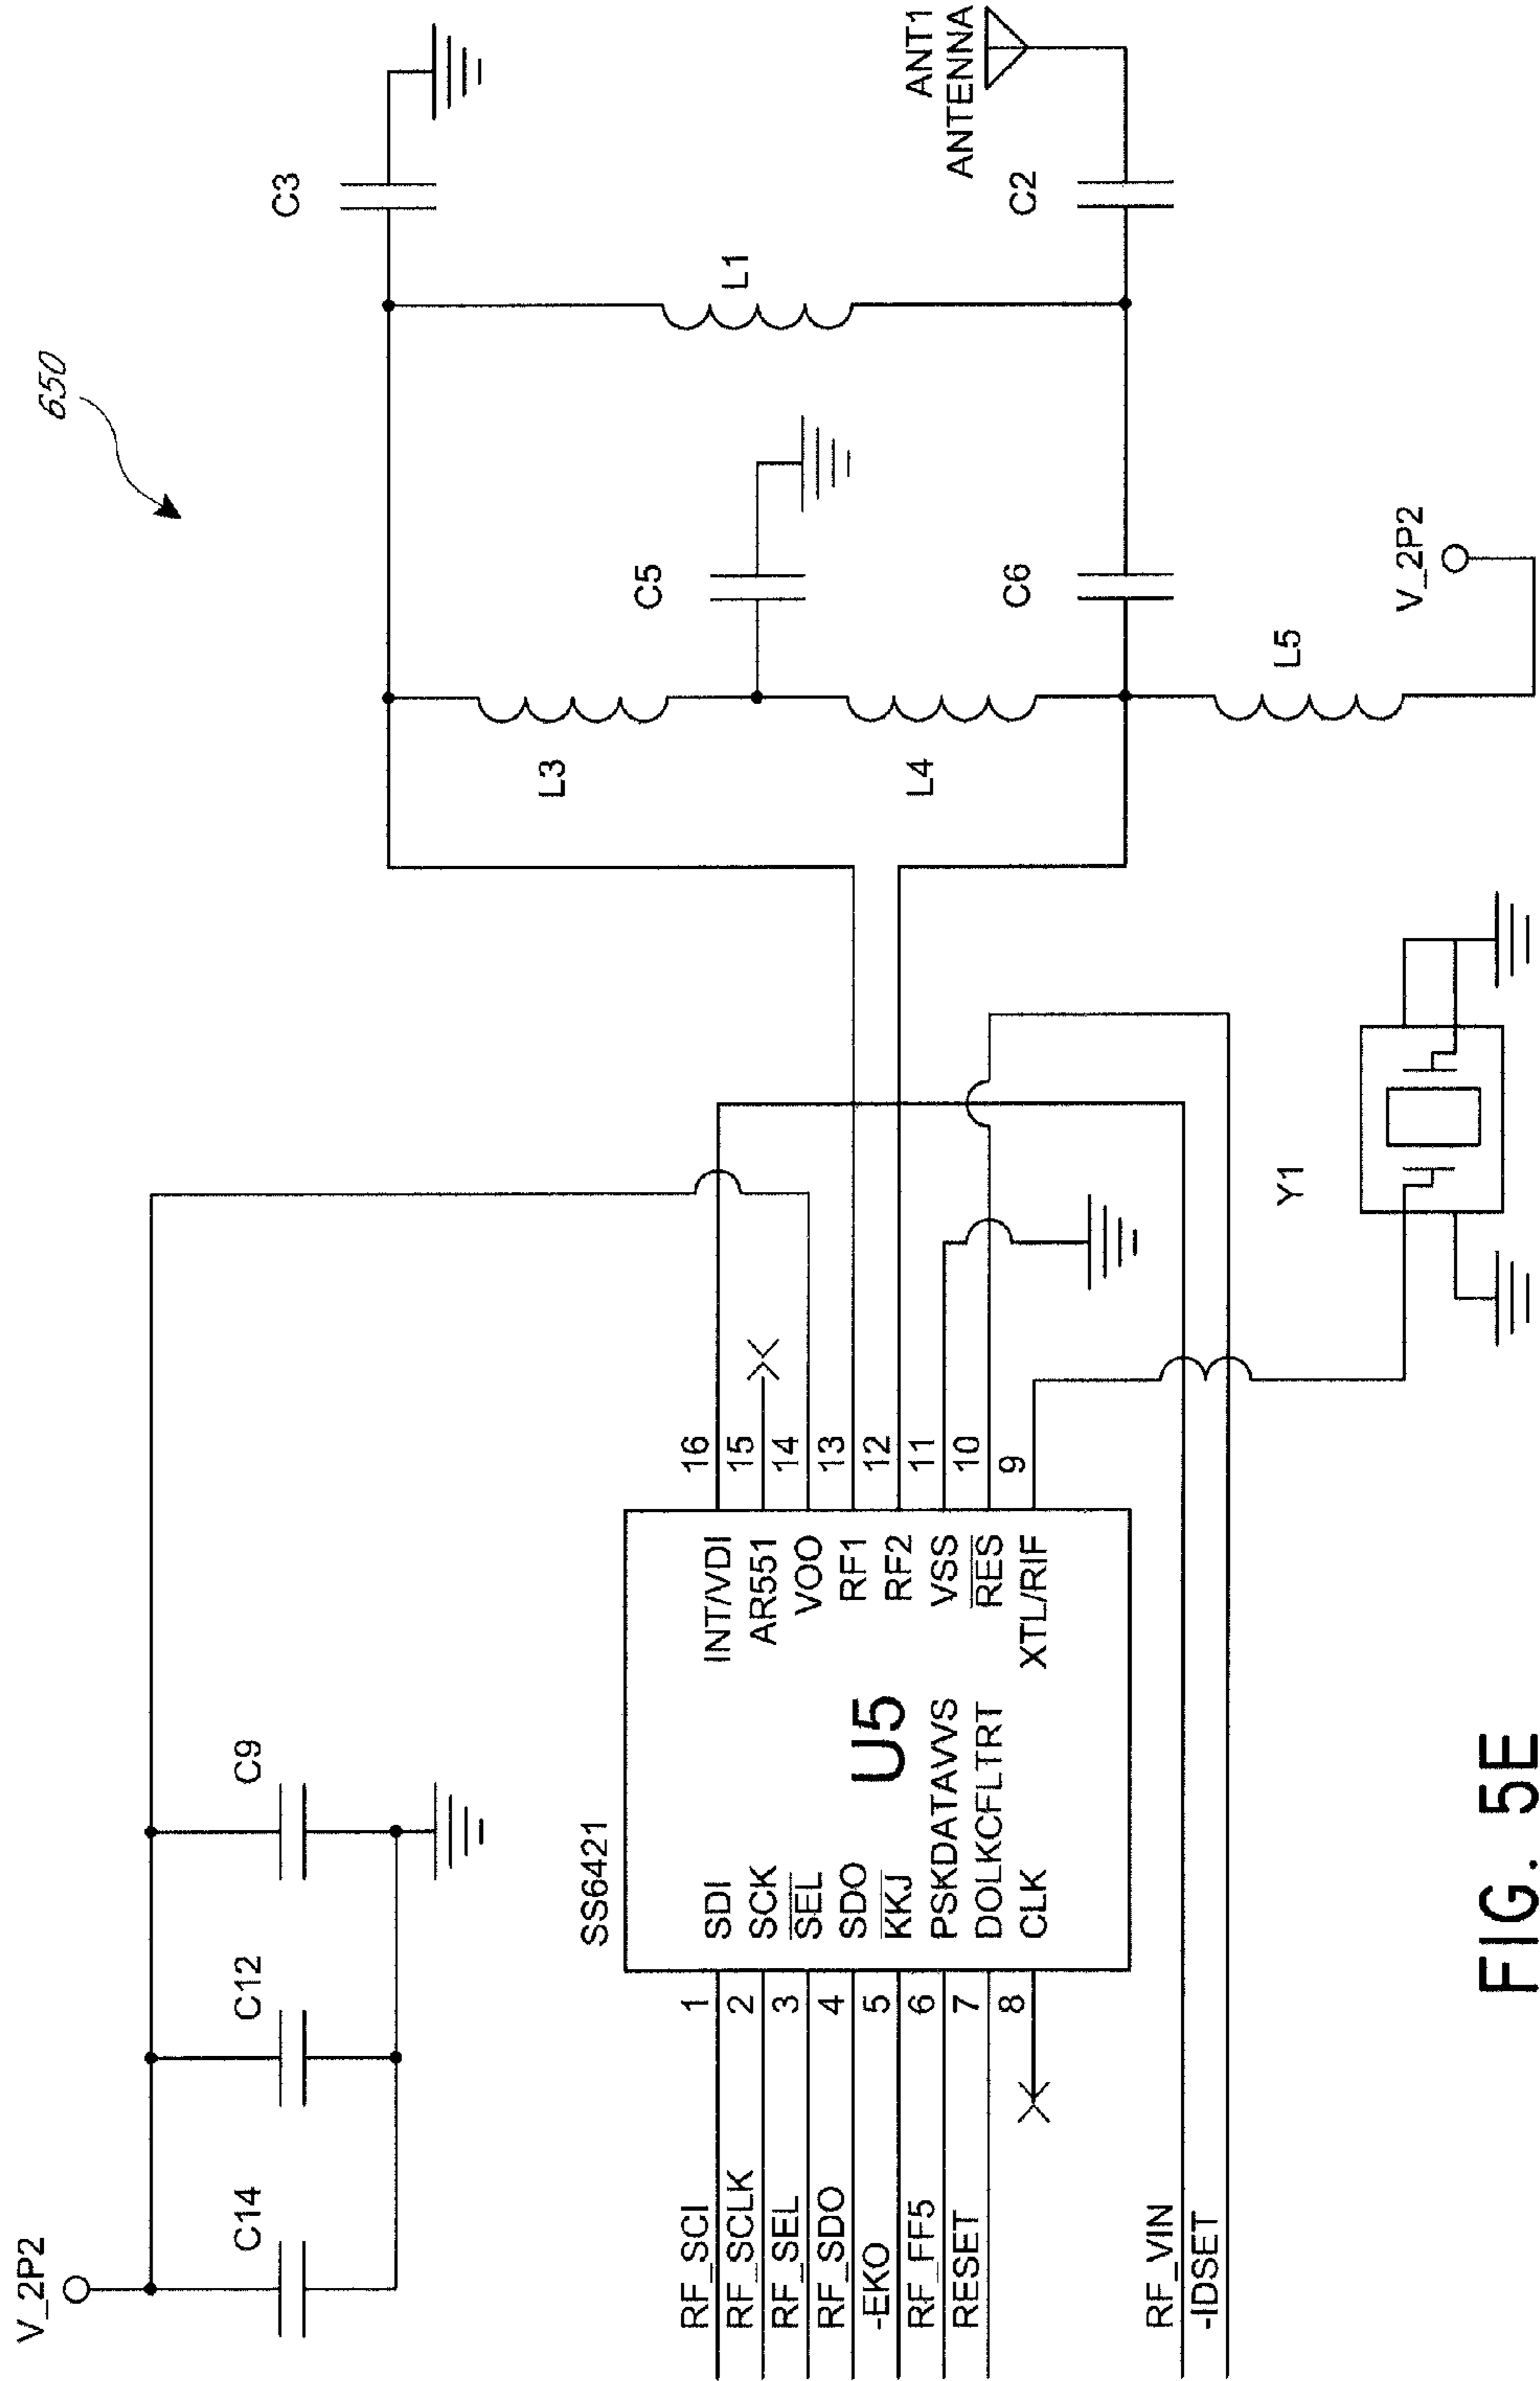 650
V_2P2
C14
C12
C9
C3
L1
C5
L3
L4
C6
C2
ANT1
ANTENNA
L5
V_2P2
SS6421
U5
RF_SCI
1
SDI
RF_SCLK
2
SCK
RF_SEL
3
SEL
RF_SDO
4
SDO
-EKO
5
KKJ
RF_FF5
6
PSKDATAVVS
RESET
7
DOLKCFLTRT
8
CLK
INT/VDI
16
AR551
15
VOO
14
RF1
13
RF2
12
VSS
11
RES
10
XTL/RIF
9
RF_VIN
-IDSET
Y1
FIG. 5E